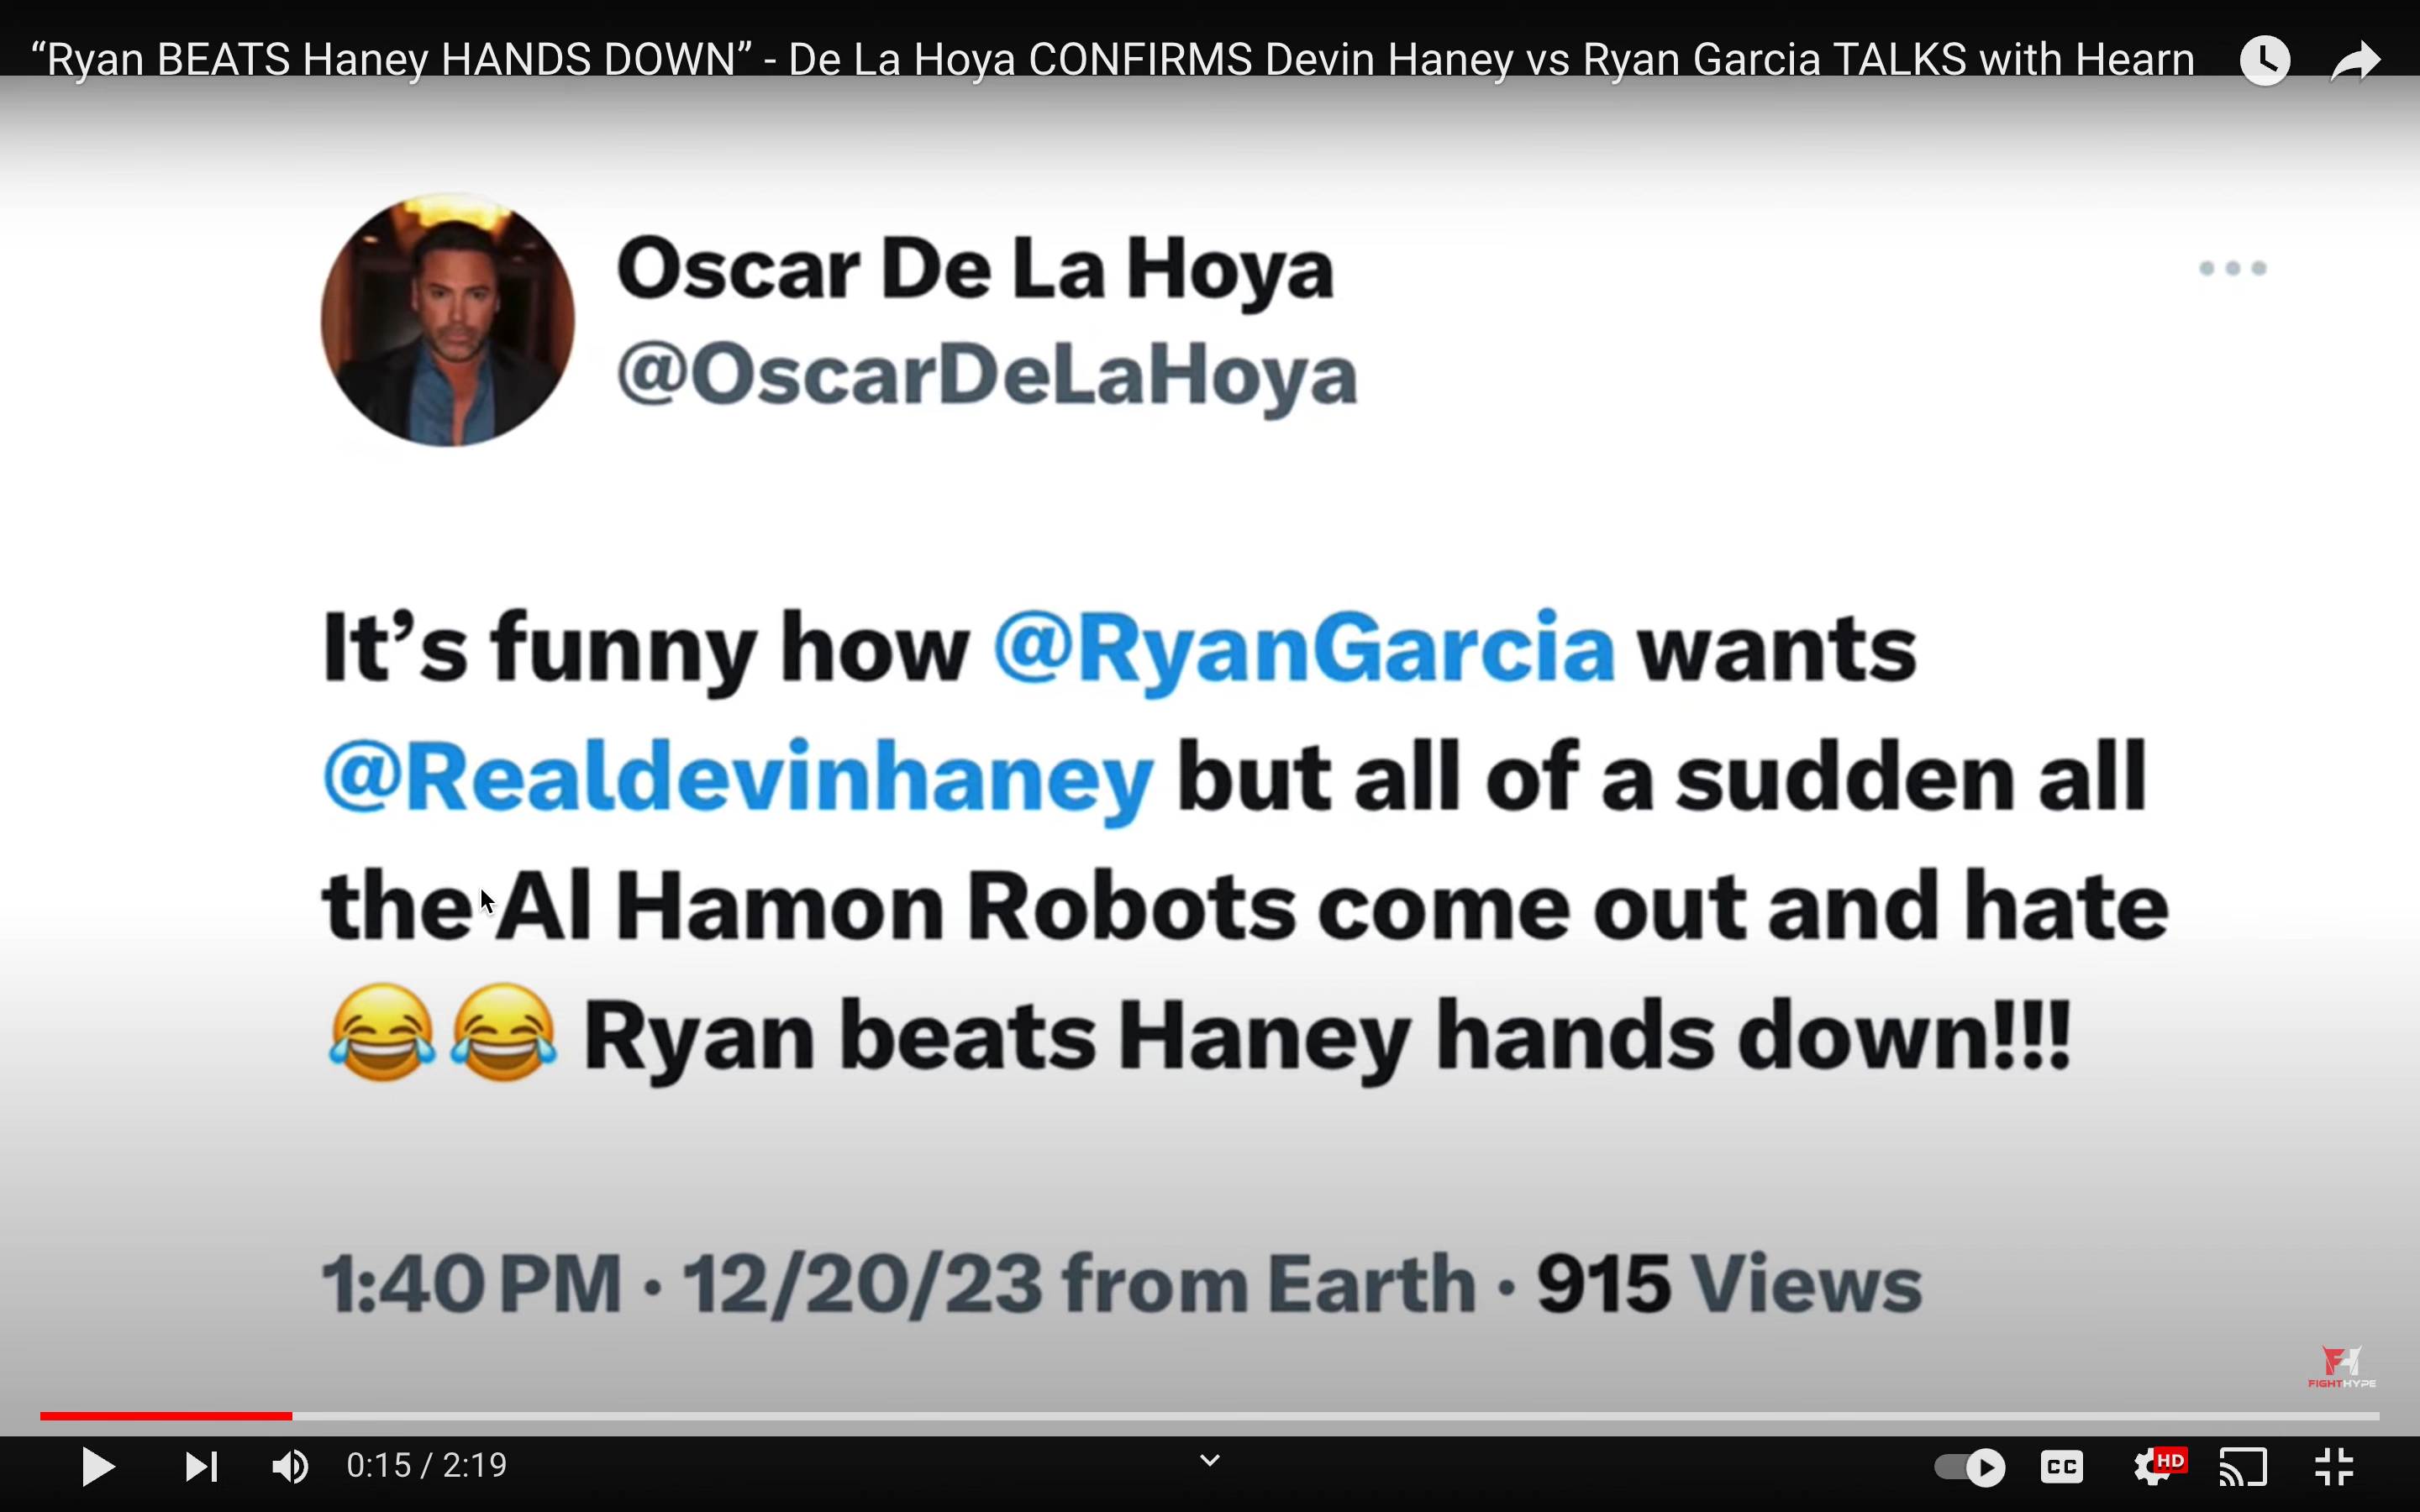 “Ryan BEATS Haney HANDS DOWN” - De La Hoya CONFIRMS Devin Haney vs Ryan Garcia TALKS with Hearn
Oscar De La Hoya
@OscarDeLaHoya
It’s funny how @RyanGarcia wants
@Realdevinhaney but all of a sudden all
the Al Hamon Robots come out and hate
😂😂 Ryan beats Haney hands down!!!
1:40 PM · 12/20/23 from Earth · 915 Views
FH
FIGHTHYPE
0:15 / 2:19
CC
HD